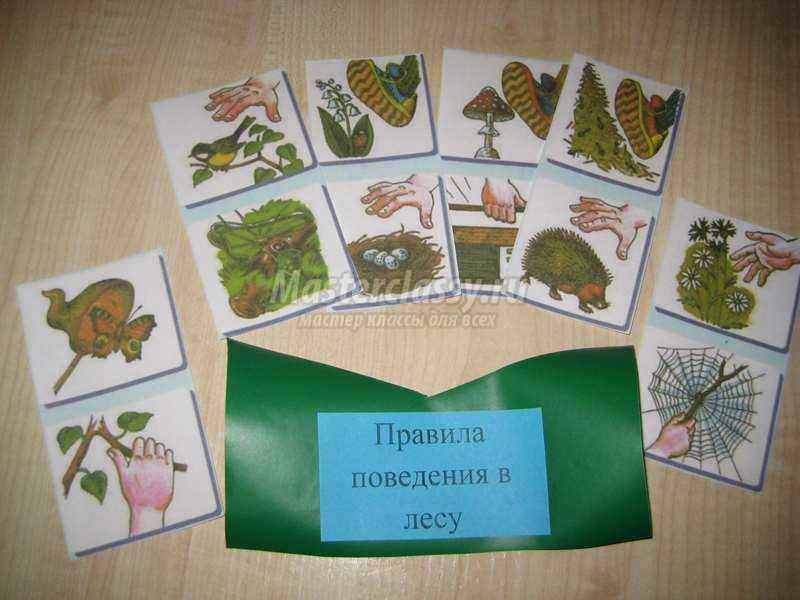 Masterclassy.ru
мастер классы для всех
Правила
поведения в
лесу